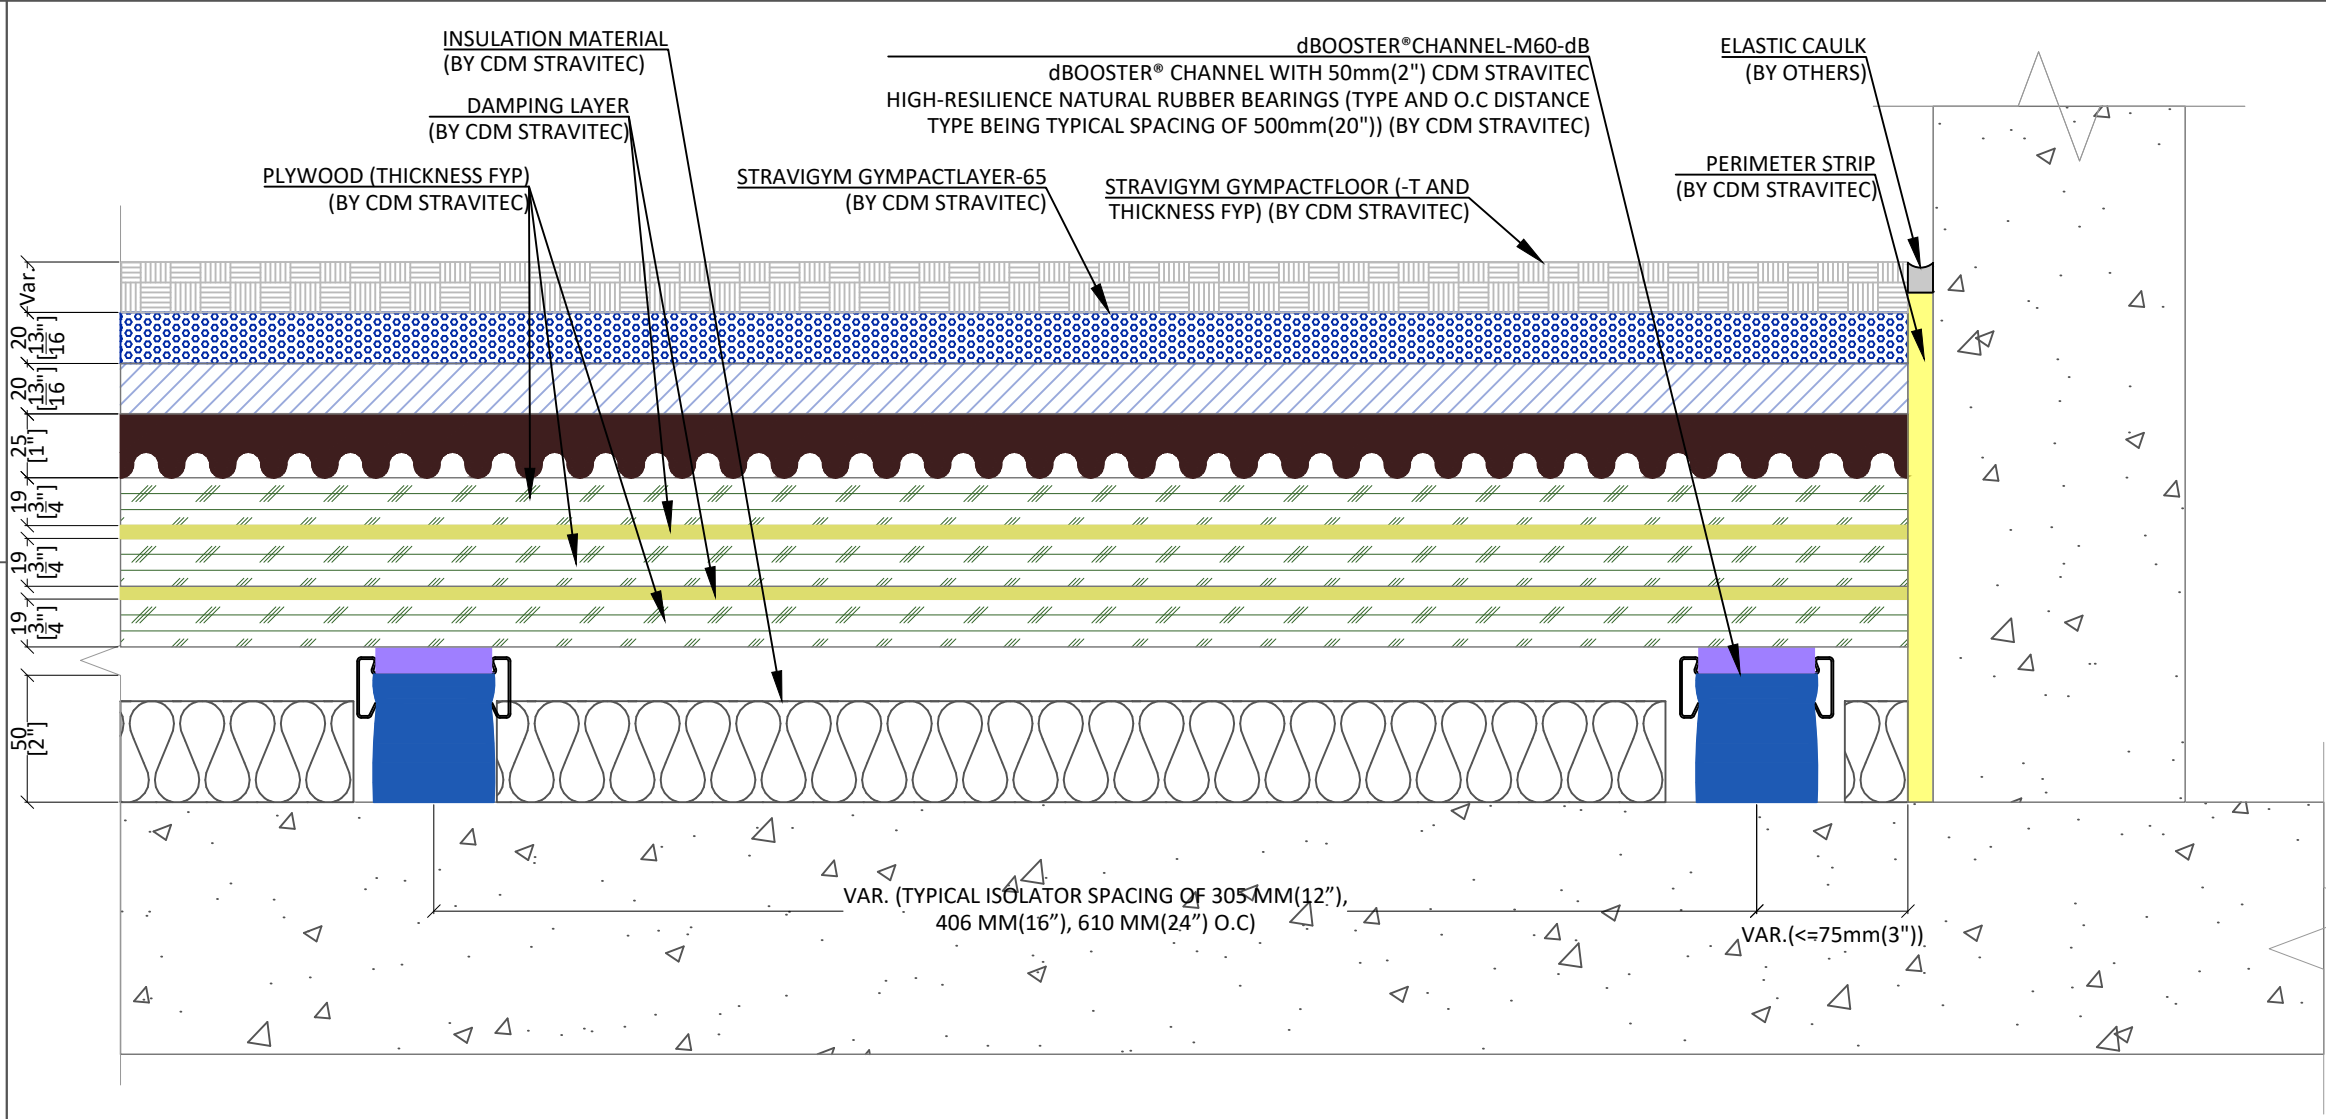 INSULATION MATERIAL
(BY CDM STRAVITEC)
DAMPING LAYER
(BY CDM STRAVITEC)
PLYWOOD (THICKNESS FYP)
(BY CDM STRAVITEC)
STRAVIGYM GYMPACTLAYER-65
(BY CDM STRAVITEC)
dBOOSTER®CHANNEL-M60-dB
dBOOSTER® CHANNEL WITH 50mm(2") CDM STRAVITEC
HIGH-RESILIENCE NATURAL RUBBER BEARINGS (TYPE AND O.C DISTANCE
TYPE BEING TYPICAL SPACING OF 500mm(20")) (BY CDM STRAVITEC)
STRAVIGYM GYMPACTFLOOR (-T AND
THICKNESS FYP) (BY CDM STRAVITEC)
ELASTIC CAULK
(BY OTHERS)
PERIMETER STRIP
(BY CDM STRAVITEC)
Var.
20
[13/16"]
20
[13/16"]
25
[1"]
19
[3/4"]
19
[3/4"]
19
[3/4"]
50
[2"]
VAR. (TYPICAL ISOLATOR SPACING OF 305 MM(12”),
406 MM(16”), 610 MM(24”) O.C)
VAR.(<=75mm(3"))